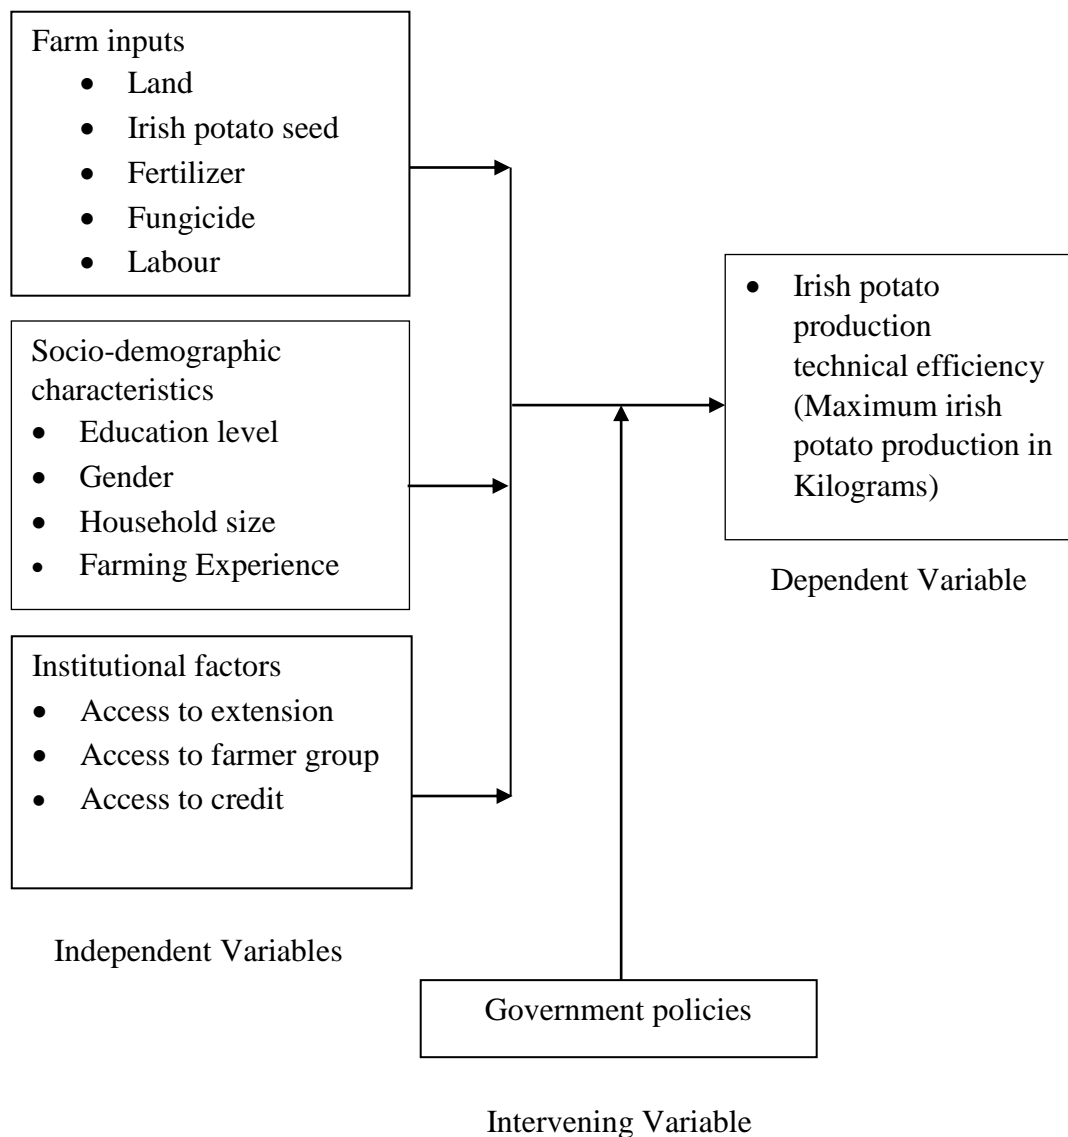 Farm inputs
• Land
• Irish potato seed
• Fertilizer
• Fungicide
• Labour
Socio-demographic
characteristics
• Education level
• Gender
• Household size
• Farming Experience
Institutional factors
• Access to extension
• Access to farmer group
• Access to credit
Independent Variables
• Irish potato
production
technical efficiency
(Maximum irish
potato production in
Kilograms)
Dependent Variable
Government policies
Intervening Variable